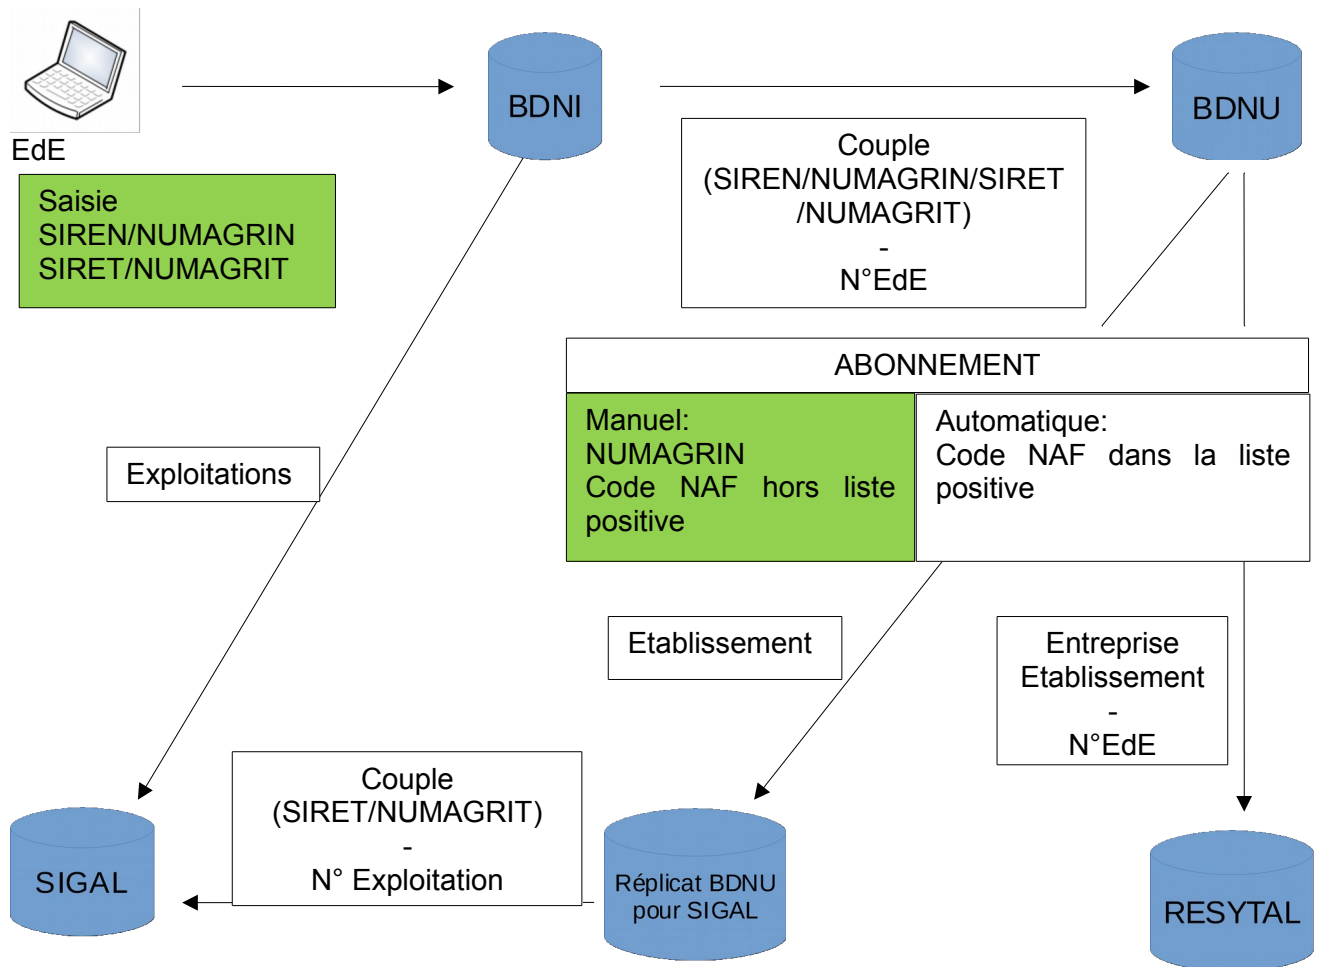 BDNI
BDNU
EdE
Saisie
SIREN/NUMAGRIN
SIRET/NUMAGRIT
Couple
(SIREN/NUMAGRIN/SIRET
/NUMAGRIT)
-
N°EdE
ABONNEMENT
Manuel:
NUMAGRIN
Code NAF hors liste
positive
Automatique:
Code NAF dans la liste
positive
Exploitations
Etablissement
Entreprise
Etablissement
-
N°EdE
Couple
(SIRET/NUMAGRIT)
-
N° Exploitation
SIGAL
Réplicat BDNU
pour SIGAL
RESYTAL